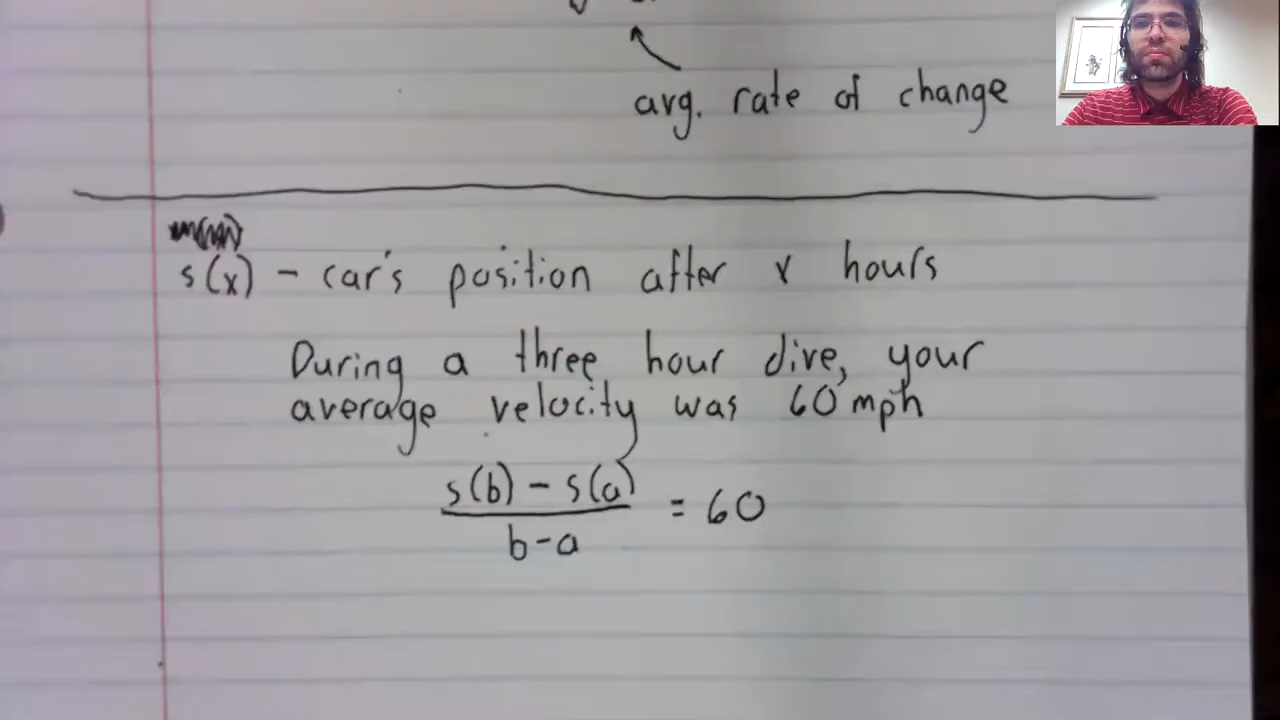 avg. rate of change
s(x) - car's position after x hours
During a three hour dive, your
average velocity was 60 mph
s(b) - s(a)
= 60
b-a